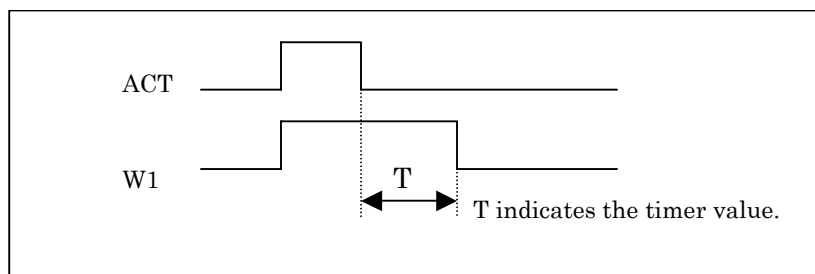 ACT
W1
T
T indicates the timer value.